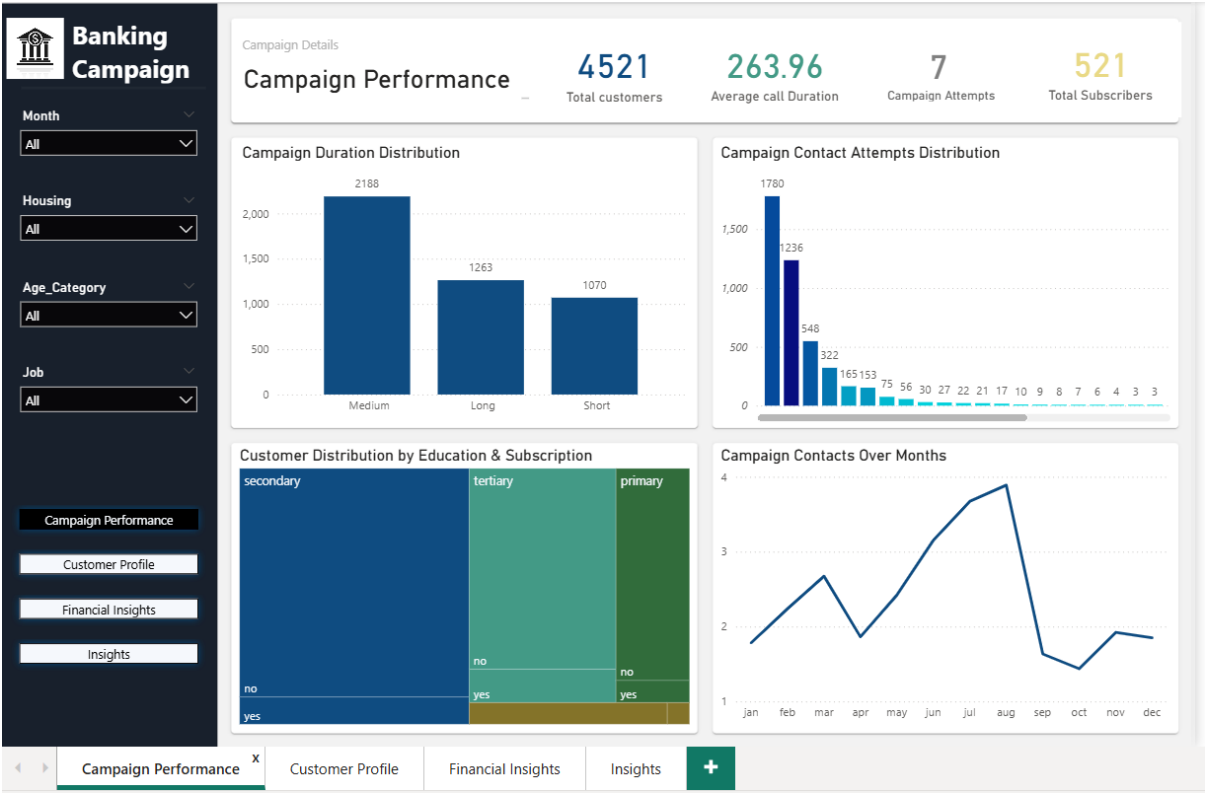 Banking
Campaign
Month
All
Housing
All
Age_Category
All
Job
All
Campaign Performance
Customer Profile
Financial Insights
Insights
Campaign Details
Campaign Performance
4521
Total customers
263.96
Average call Duration
7
Campaign Attempts
521
Total Subscribers
Campaign Duration Distribution
2188
1263
1070
2,000
1,500
1,000
500
0
Medium Long Short
Campaign Contact Attempts Distribution
1780
1236
548
322
165 153 75 56 30 27 22 21 17 10 9 8 7 6 4 3 3
1,500
1,000
500
0
Customer Distribution by Education & Subscription
secondary tertiary primary
no
no
no
yes
yes
yes
Campaign Contacts Over Months
4
3
2
1
jan feb mar apr may jun jul aug sep oct nov dec
Campaign Performance x Customer Profile Financial Insights Insights +